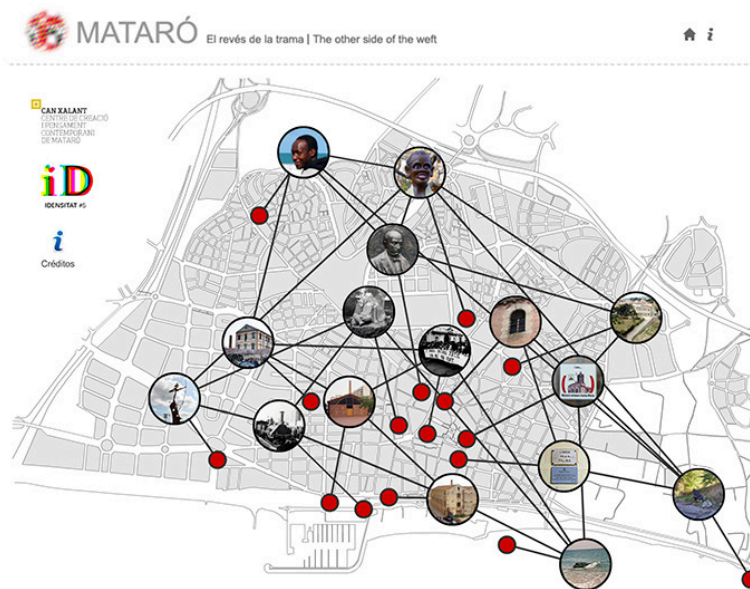 MATARÓ El revés de la trama | The other side of the weft
CAN XALANT
CENTRE DE CREACIÓ
I PENSAMENT
CONTEMPORANI
DE MATARÓ
iD
IDENSITAT #5
i
Créditos